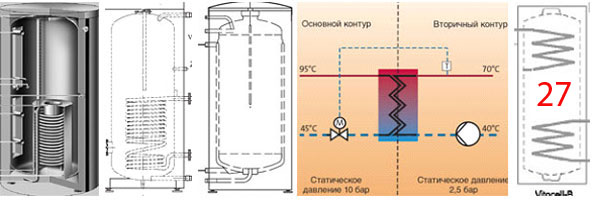 Основной контур
Вторичный контур
T
95°C
70°C
27
M
45°C
40°C
Статическое
давление 10 бар
Статическое давление
2,5 бар
Vitocell-B